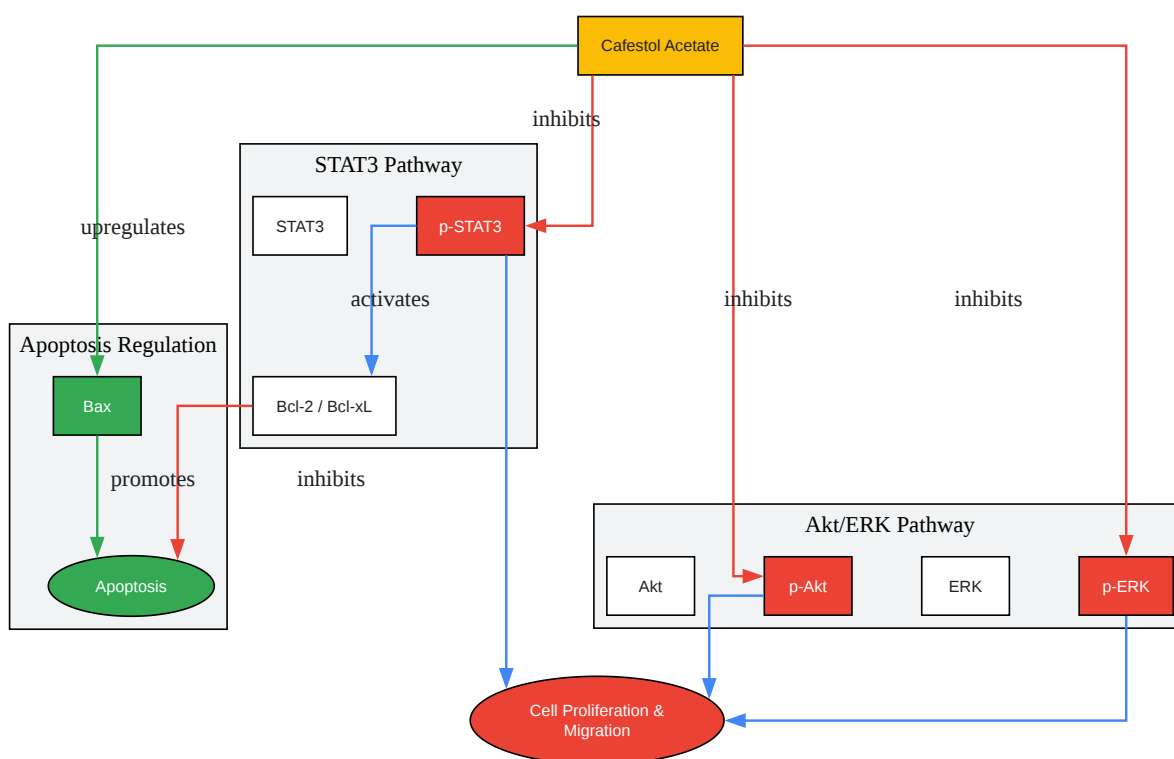 Cafestol Acetate
inhibits
STAT3 Pathway
STAT3
p-STAT3
upregulates
activates
inhibits
inhibits
Apoptosis Regulation
Bax
Bcl-2 / Bcl-xL
promotes
inhibits
Akt/ERK Pathway
Apoptosis
Akt
p-Akt
ERK
p-ERK
Cell Proliferation &
Migration